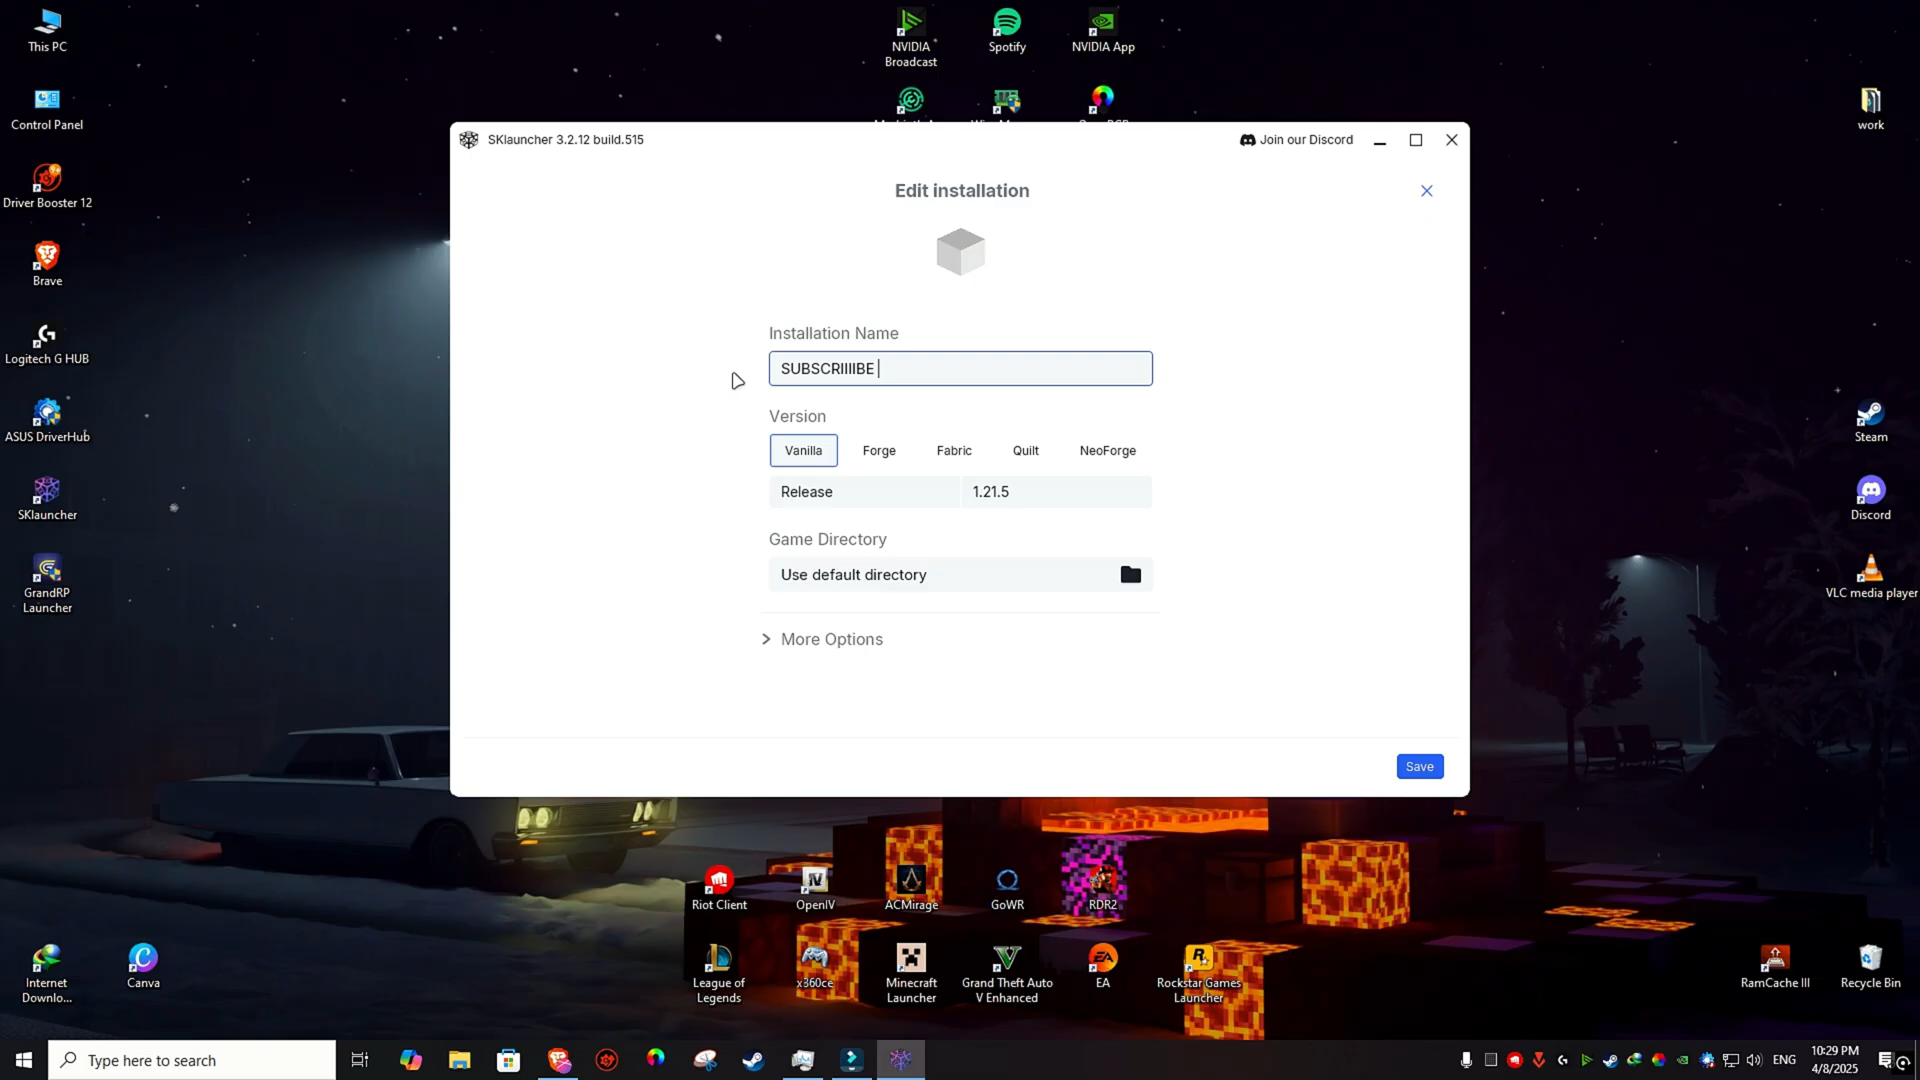 This PC
NVIDIA
Broadcast
Spotify
NVIDIA App
Control Panel
work
SKlauncher 3.2.12 build.515
Join our Discord
Driver Booster 12
Edit installation
Brave
Installation Name
SUBSCRIIIIBE
Logitech G HUB
Version
Vanilla
Forge
Fabric
Quilt
NeoForge
ASUS DriverHub
Steam
Release
1.21.5
SKlauncher
Discord
Game Directory
Use default directory
GrandRP
Launcher
VLC media player
More Options
Save
Riot Client
OpenIV
ACMirage
GoWR
RDR2
Internet
Downlo...
Canva
League of
Legends
x360ce
Minecraft
Launcher
Grand Theft Auto
V Enhanced
EA
Rockstar Games
Launcher
RamCache III
Recycle Bin
Type here to search
ENG
10:29 PM
4/8/2025